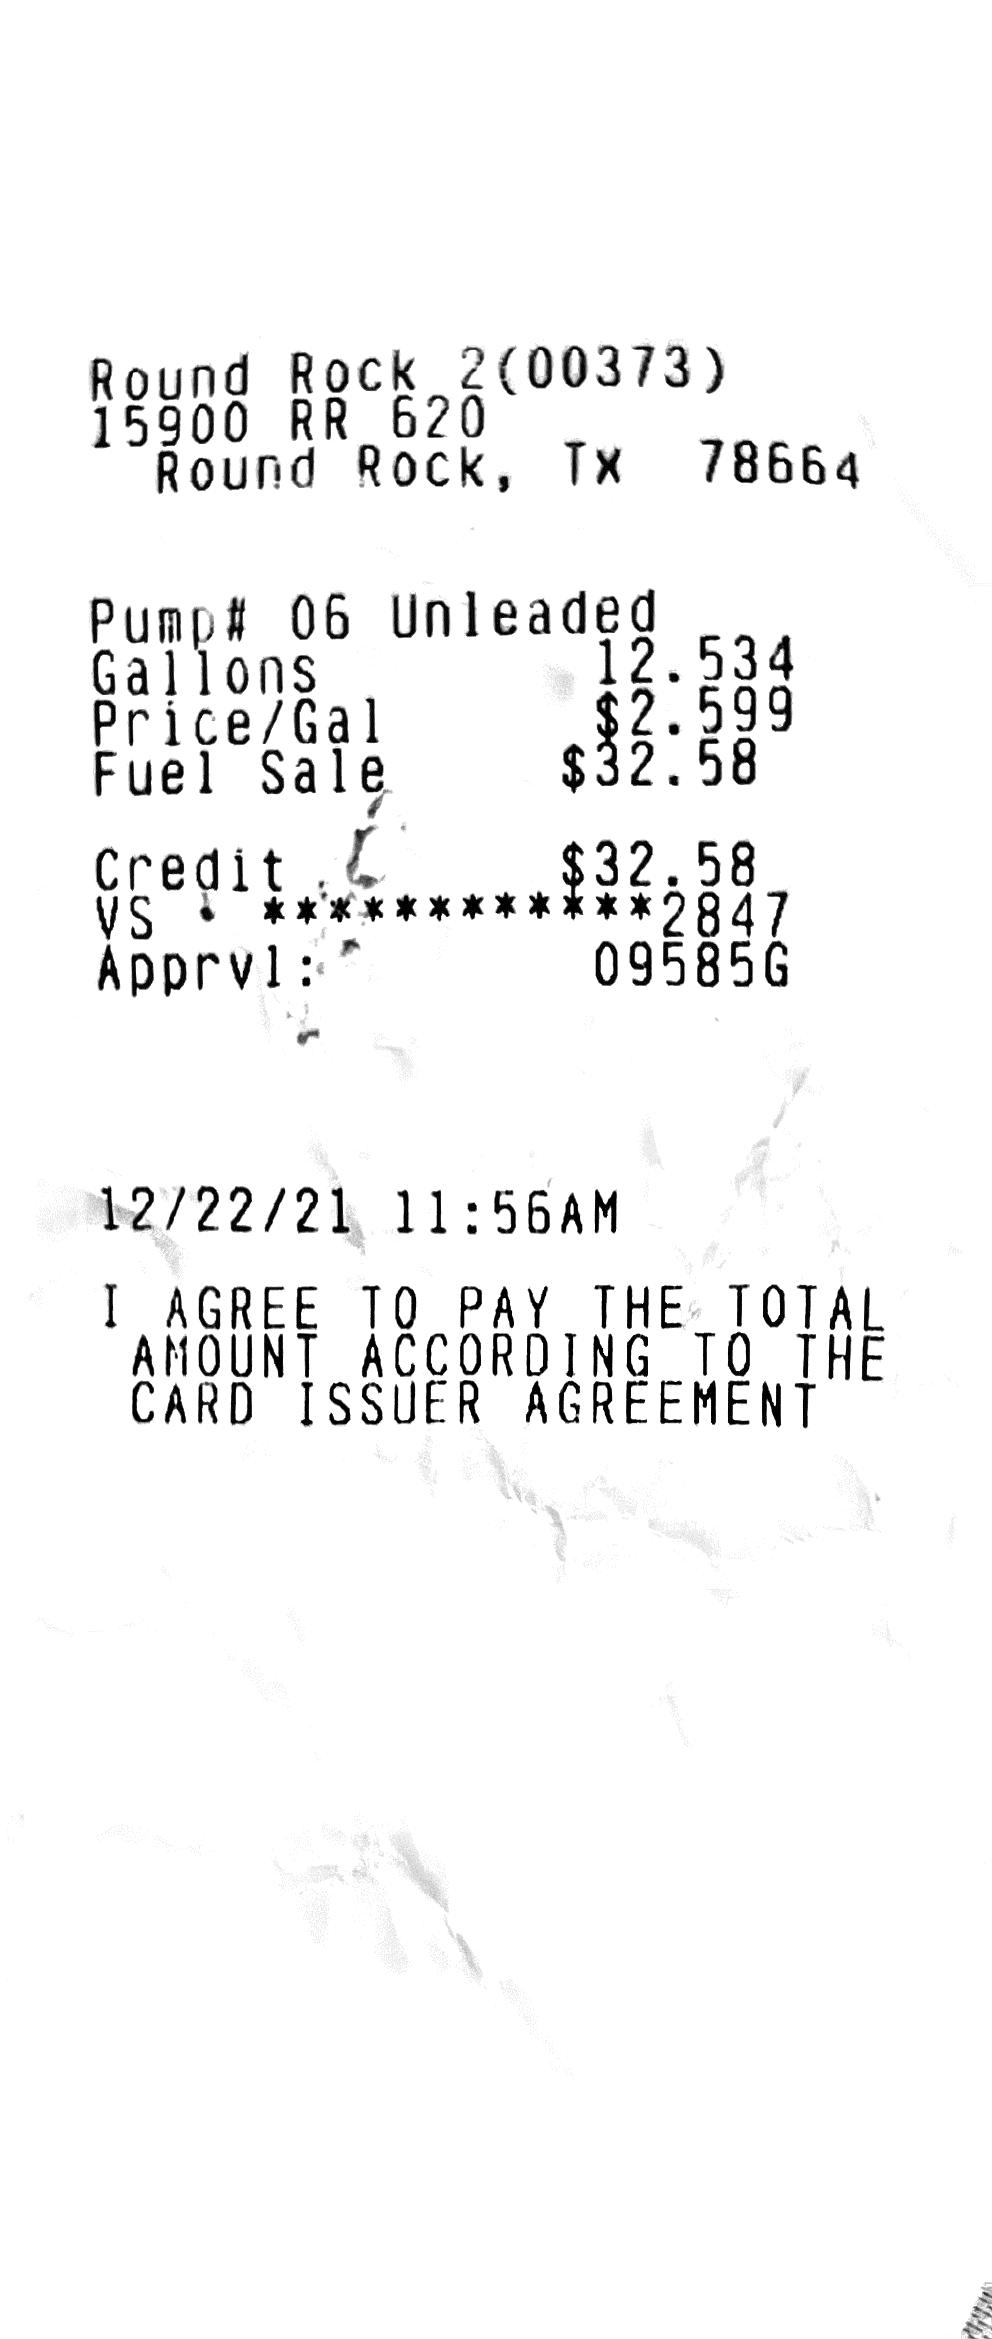 Round Rock 2(00373)
15900 RR 620
Round Rock, Tx 78664
Pump# 06 Unleaded
Gallons 12.534
Price/Gal $2.599
Fuel Sale $32.58
Credit $32.58
VS ************2847
Apprvl: 09585G
12/22/21 11:56AM
I AGREE TO PAY THE TOTAL
AMOUNT ACCORDING TO THE
CARD ISSUER AGREEMENT